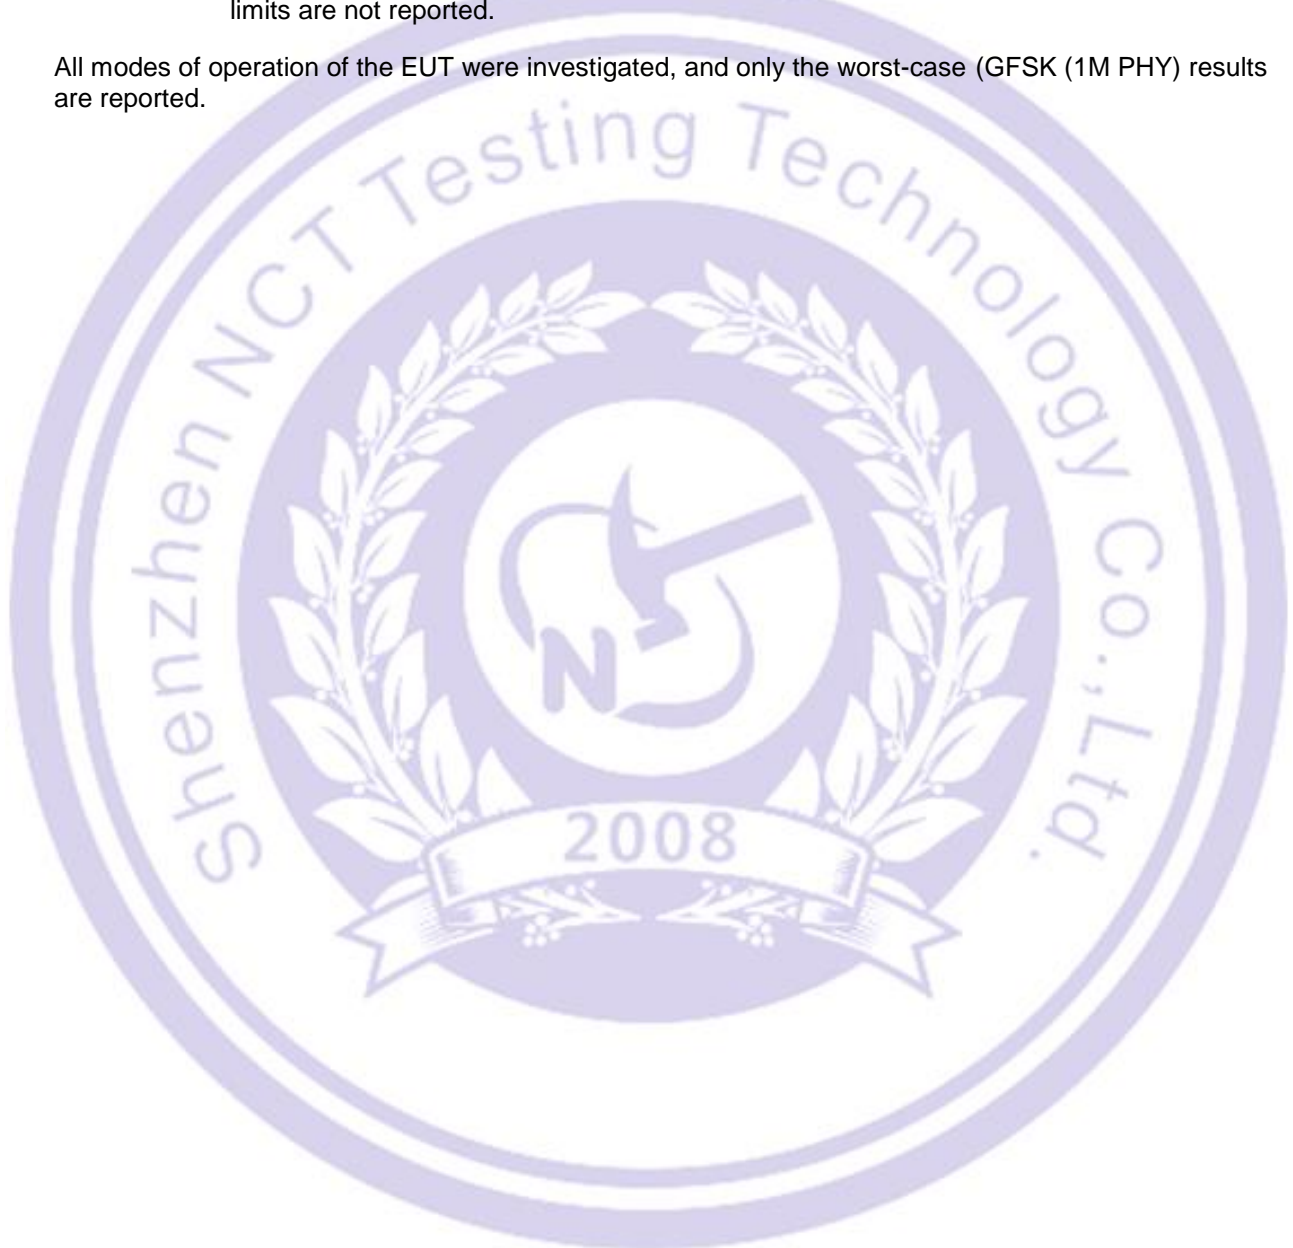 limits are not reported.
All modes of operation of the EUT were investigated, and only the worst-case (GFSK (1M PHY) results
are reported.
Shenzhen NCT Testing Technology Co.,Ltd.
N
2008